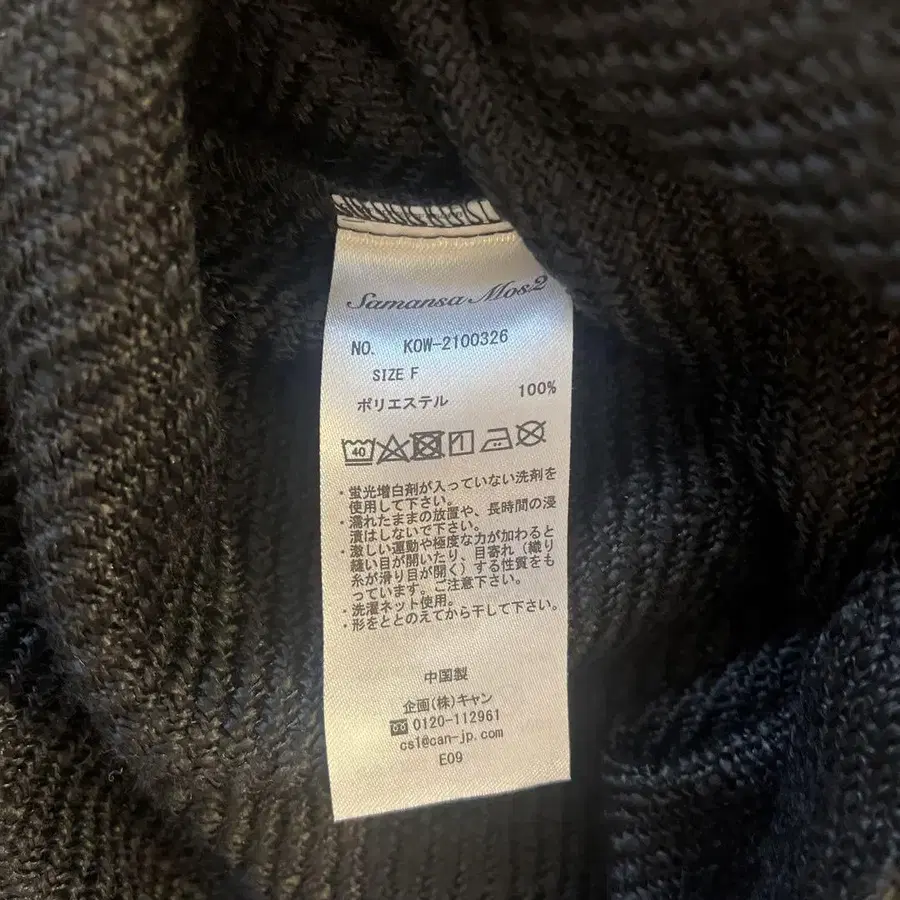 Samansa Mos2
NO. KOW-2100326
SIZE F
ポリエステル 100%
40
・蛍光増白剤が入っていない洗剤を
使用して下さい。
・濡れたままの放置や、長時間の浸
漬はしないで下さい。
・激しい運動や極度な力が加わると
縫い目が開いたり、目寄れ（織り
糸が滑り目が開く）する性質をも
っています。ご注意下さい。
・洗濯ネット使用。
・形をととのえてから干して下さい。
中国製
企画(株)キャン
0120-112961
cs1@can-jp.com
E09